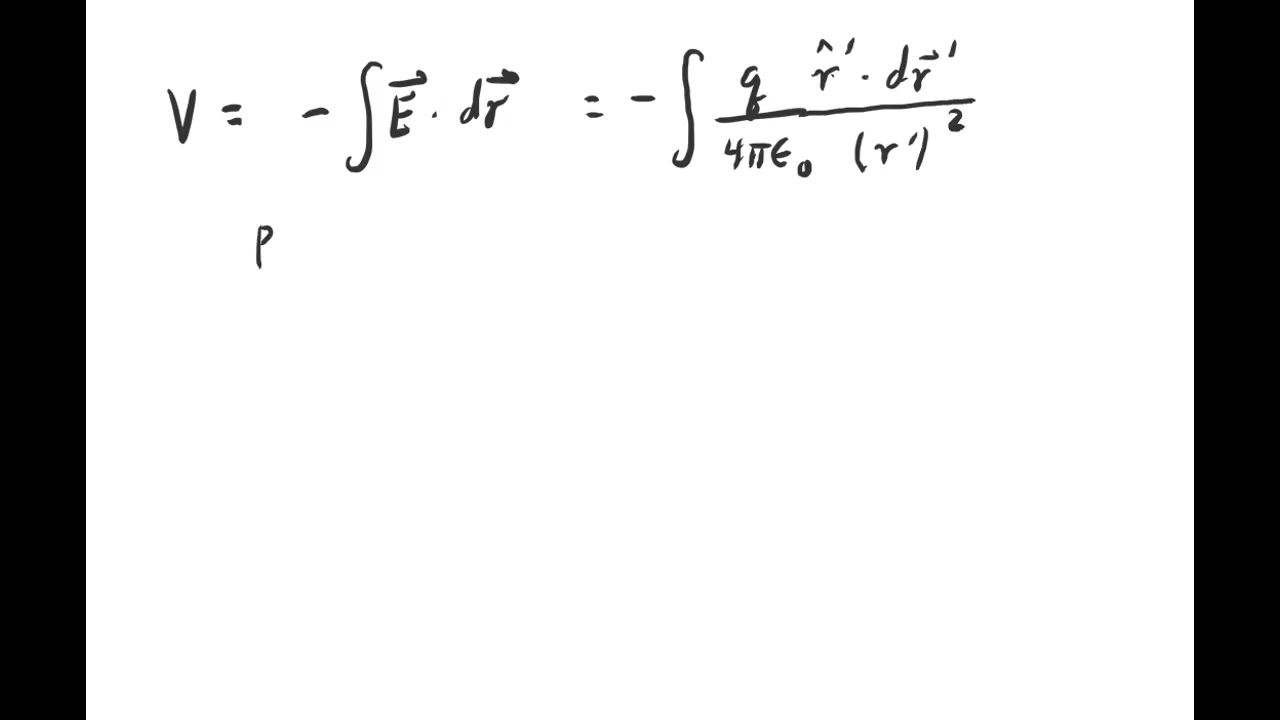 V = - ∫ E⃗ · dr⃗ = - ∫ q r̂′ · dr⃗′ / 4πϵ₀ (r′)²
P